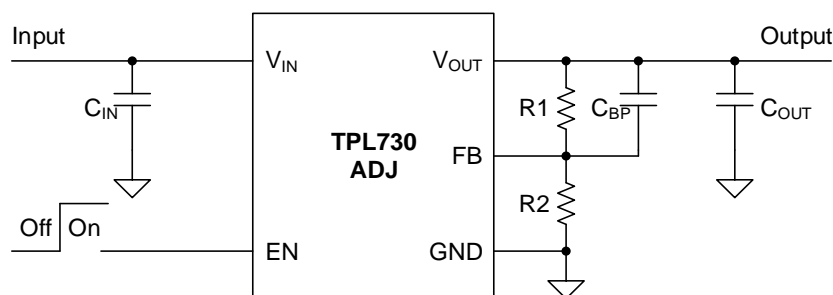 Input
Output
V_IN
V_OUT
C_IN
R1
C_BP
C_OUT
TPL730
ADJ
FB
R2
Off
On
EN
GND